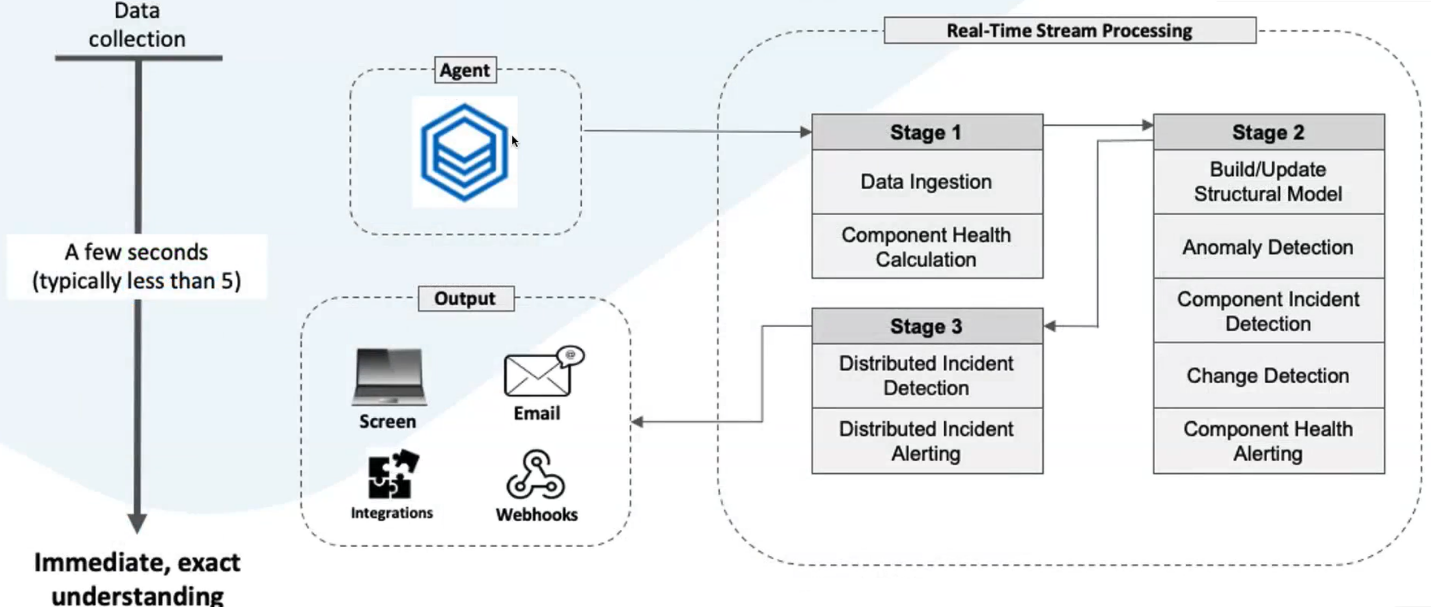 Data
collection
A few seconds
(typically less than 5)
Immediate, exact
understanding
Agent
Output
Screen
Email
@
Integrations
Webhooks
Real-Time Stream Processing
Stage 1
Data Ingestion
Component Health
Calculation
Stage 2
Build/Update
Structural Model
Anomaly Detection
Component Incident
Detection
Change Detection
Component Health
Alerting
Stage 3
Distributed Incident
Detection
Distributed Incident
Alerting